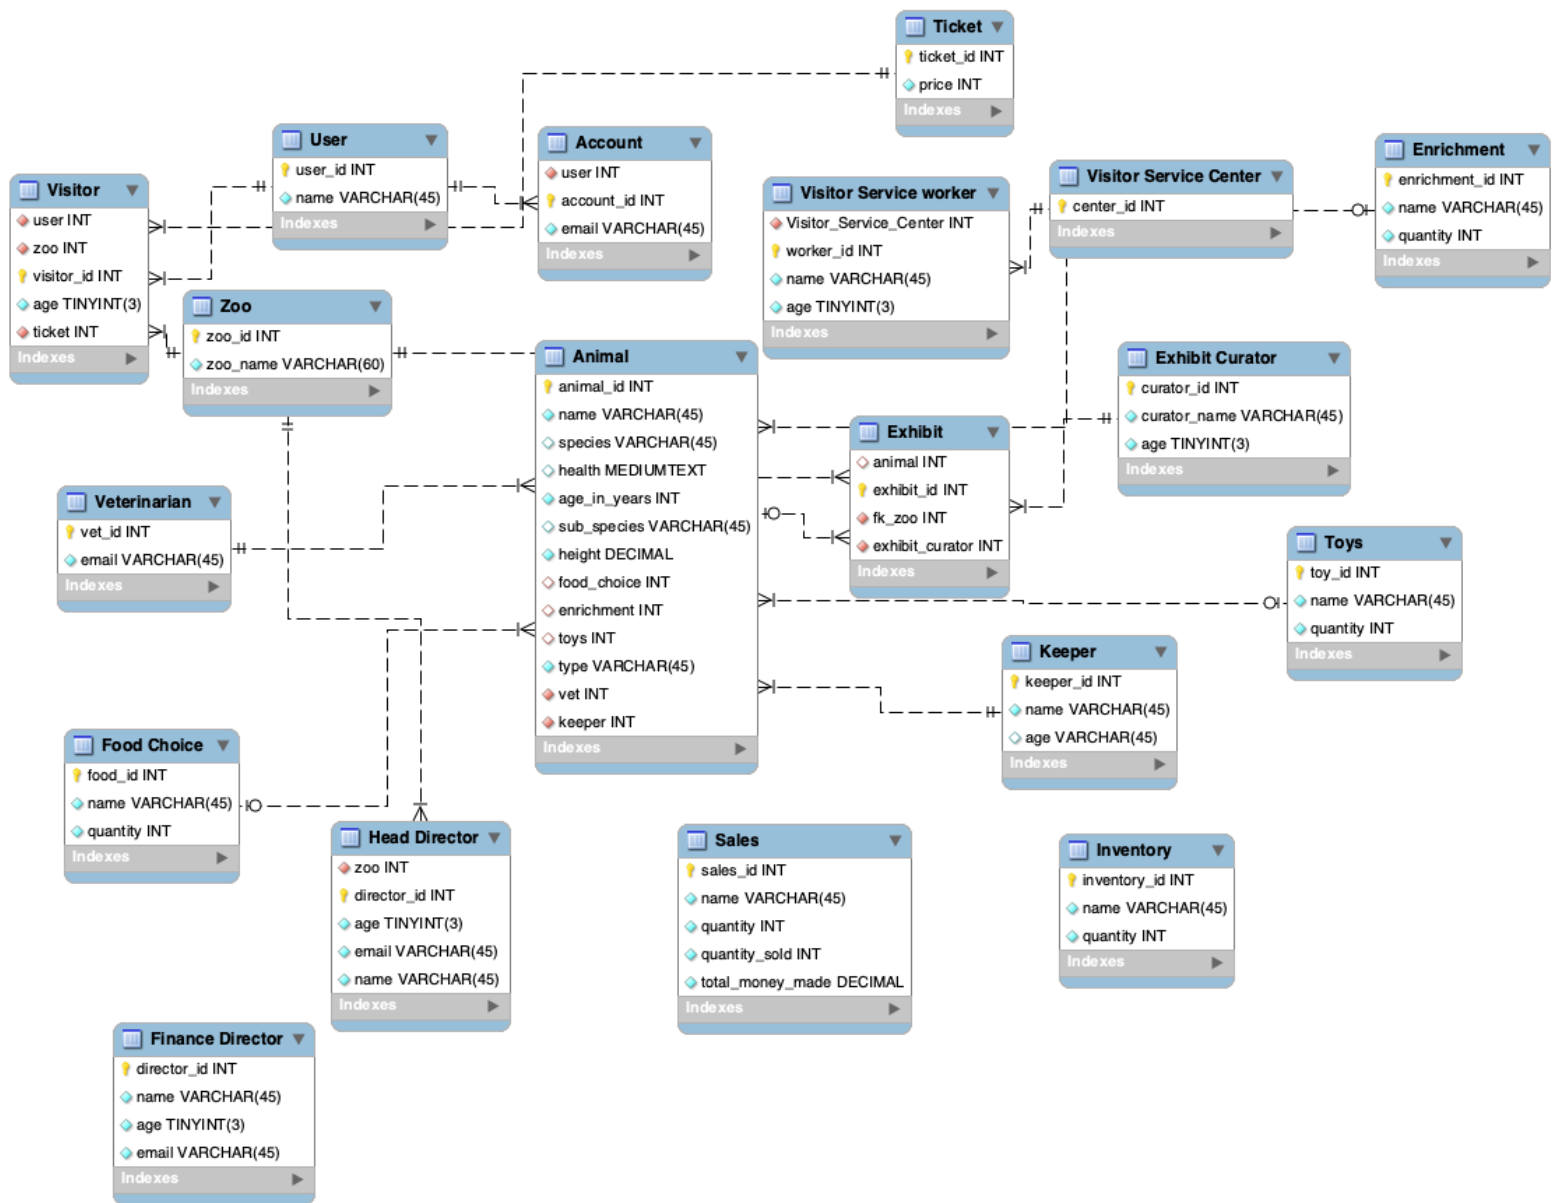 Ticket
ticket_id INT
price INT
Indexes
User
user_id INT
name VARCHAR(45)
Indexes
Account
user INT
account_id INT
email VARCHAR(45)
Indexes
Enrichment
enrichment_id INT
name VARCHAR(45)
quantity INT
Indexes
Visitor
user INT
zoo INT
visitor_id INT
age TINYINT(3)
ticket INT
Indexes
Visitor Service worker
Visitor_Service_Center INT
worker_id INT
name VARCHAR(45)
age TINYINT(3)
Indexes
Visitor Service Center
center_id INT
Indexes
Zoo
zoo_id INT
zoo_name VARCHAR(60)
Indexes
Animal
animal_id INT
name VARCHAR(45)
species VARCHAR(45)
health MEDIUMTEXT
age_in_years INT
sub_species VARCHAR(45)
height DECIMAL
food_choice INT
enrichment INT
toys INT
type VARCHAR(45)
vet INT
keeper INT
Indexes
Exhibit Curator
curator_id INT
curator_name VARCHAR(45)
age TINYINT(3)
Indexes
Exhibit
animal INT
exhibit_id INT
fk_zoo INT
exhibit_curator INT
Indexes
Veterinarian
vet_id INT
email VARCHAR(45)
Indexes
Toys
toy_id INT
name VARCHAR(45)
quantity INT
Indexes
Keeper
keeper_id INT
name VARCHAR(45)
age VARCHAR(45)
Indexes
Food Choice
food_id INT
name VARCHAR(45)
quantity INT
Indexes
Head Director
zoo INT
director_id INT
age TINYINT(3)
email VARCHAR(45)
name VARCHAR(45)
Indexes
Sales
sales_id INT
name VARCHAR(45)
quantity INT
quantity_sold INT
total_money_made DECIMAL
Indexes
Inventory
inventory_id INT
name VARCHAR(45)
quantity INT
Indexes
Finance Director
director_id INT
name VARCHAR(45)
age TINYINT(3)
email VARCHAR(45)
Indexes